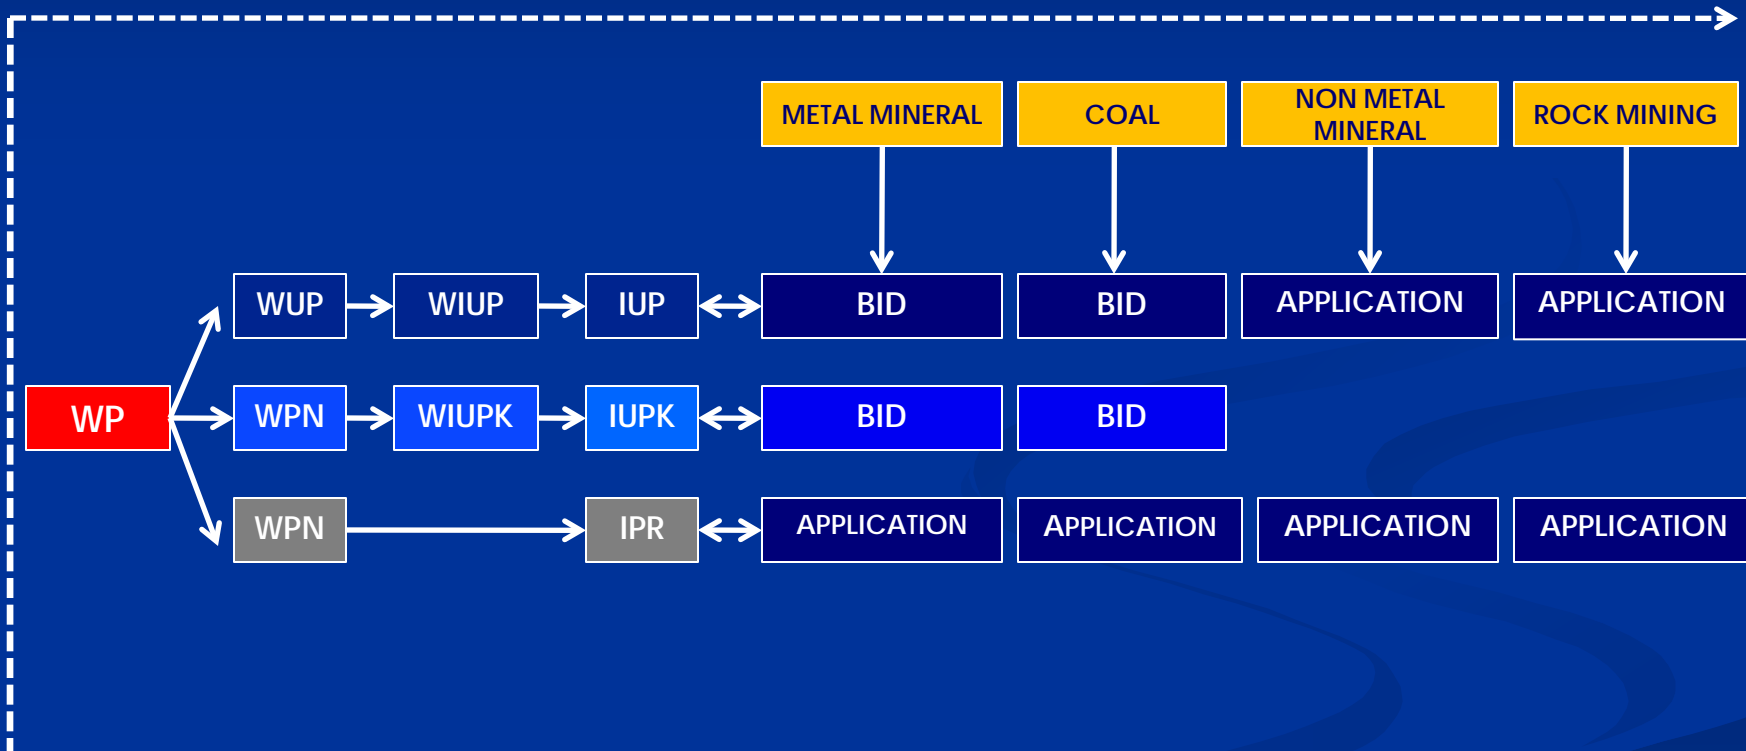 METAL MINERAL
COAL
NON METAL
MINERAL
ROCK MINING
WUP
WIUP
IUP
BID
BID
APPLICATION
APPLICATION
WP
WPN
WIUPK
IUPK
BID
BID
WPN
IPR
APPLICATION
APPLICATION
APPLICATION
APPLICATION